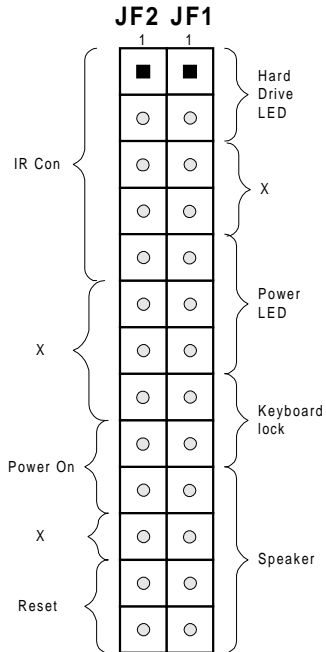 JF2 JF1
1 1
Hard
Drive
LED
IR Con
X
Power
LED
X
Keyboard
lock
Power On
X
Speaker
Reset